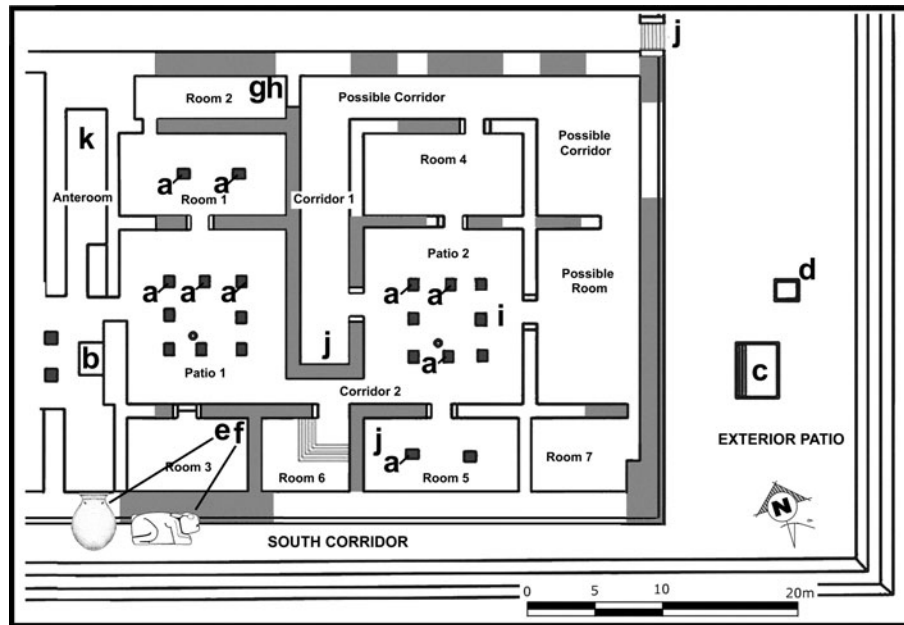 j
Room 2
gh
Possible Corridor
k
Possible
Corridor
Room 4
a
a
Anteroom
Room 1
Corridor 1
Patio 2
Possible
Room
d
a
a
a
a
a
i
b
j
a
c
Patio 1
Corridor 2
e f
j
EXTERIOR PATIO
Room 3
a
Room 6
Room 5
Room 7
N
SOUTH CORRIDOR
0
5
10
20m